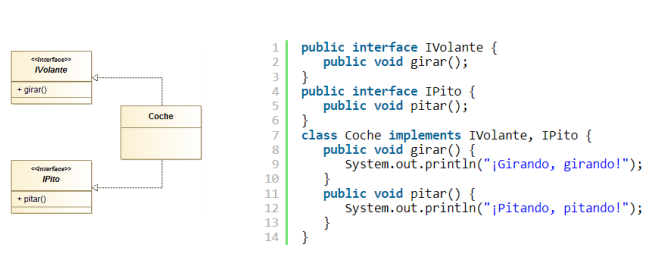 <<Interface>>
IVolante
+ girar()
Coche
<<Interface>>
IPito
+ pitar()
1 public interface IVolante {
2    public void girar();
3 }
4 public interface IPito {
5    public void pitar();
6 }
7 class Coche implements IVolante, IPito {
8    public void girar() {
9       System.out.println("¡Girando, girando!");
10    }
11    public void pitar() {
12       System.out.println("¡Pitando, pitando!");
13    }
14 }